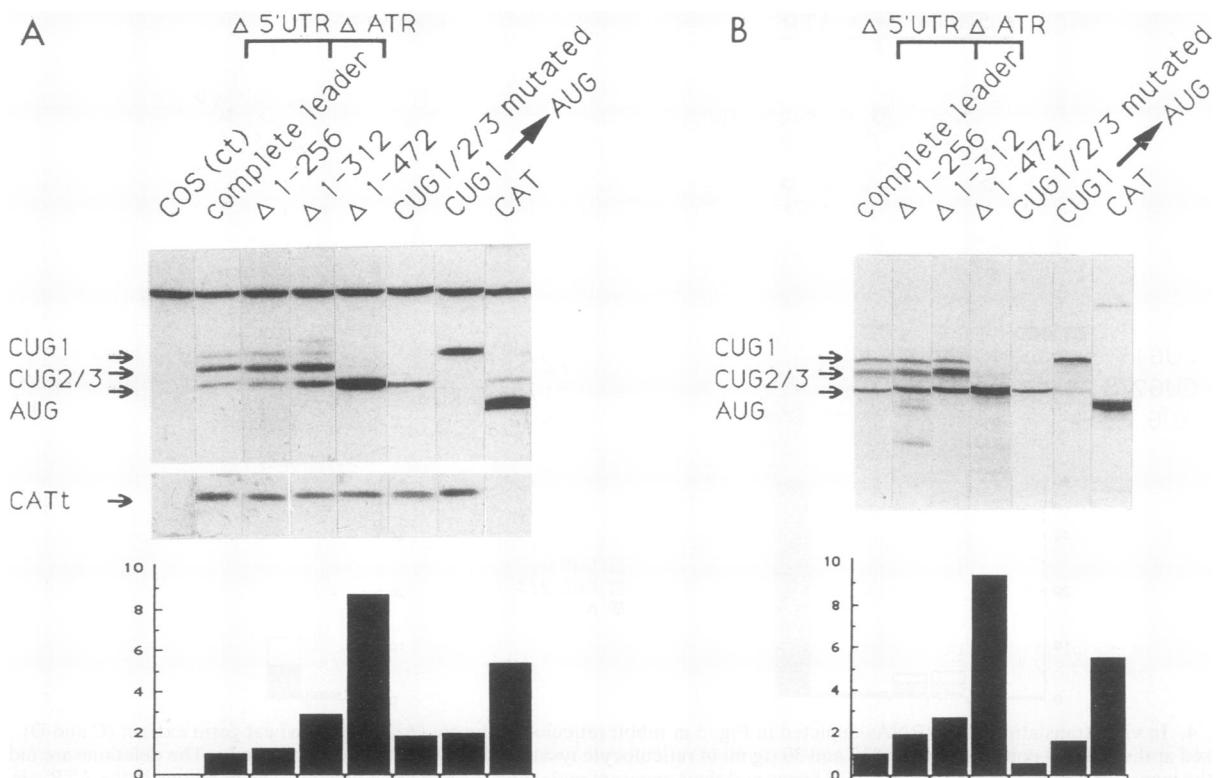 A
Δ 5'UTR Δ ATR
COS (ct)
complete leader
Δ 1-256
Δ 1-312
Δ 1-472
CUG1/2/3 mutated
CUG1 → AUG
CAT
CUG1
CUG2/3
AUG
CATt
10
8
6
4
2
0
B
Δ 5'UTR Δ ATR
complete leader
Δ 1-256
Δ 1-312
Δ 1-472
CUG1/2/3 mutated
CUG1 → AUG
CAT
CUG1
CUG2/3
AUG
10
8
6
4
2
0